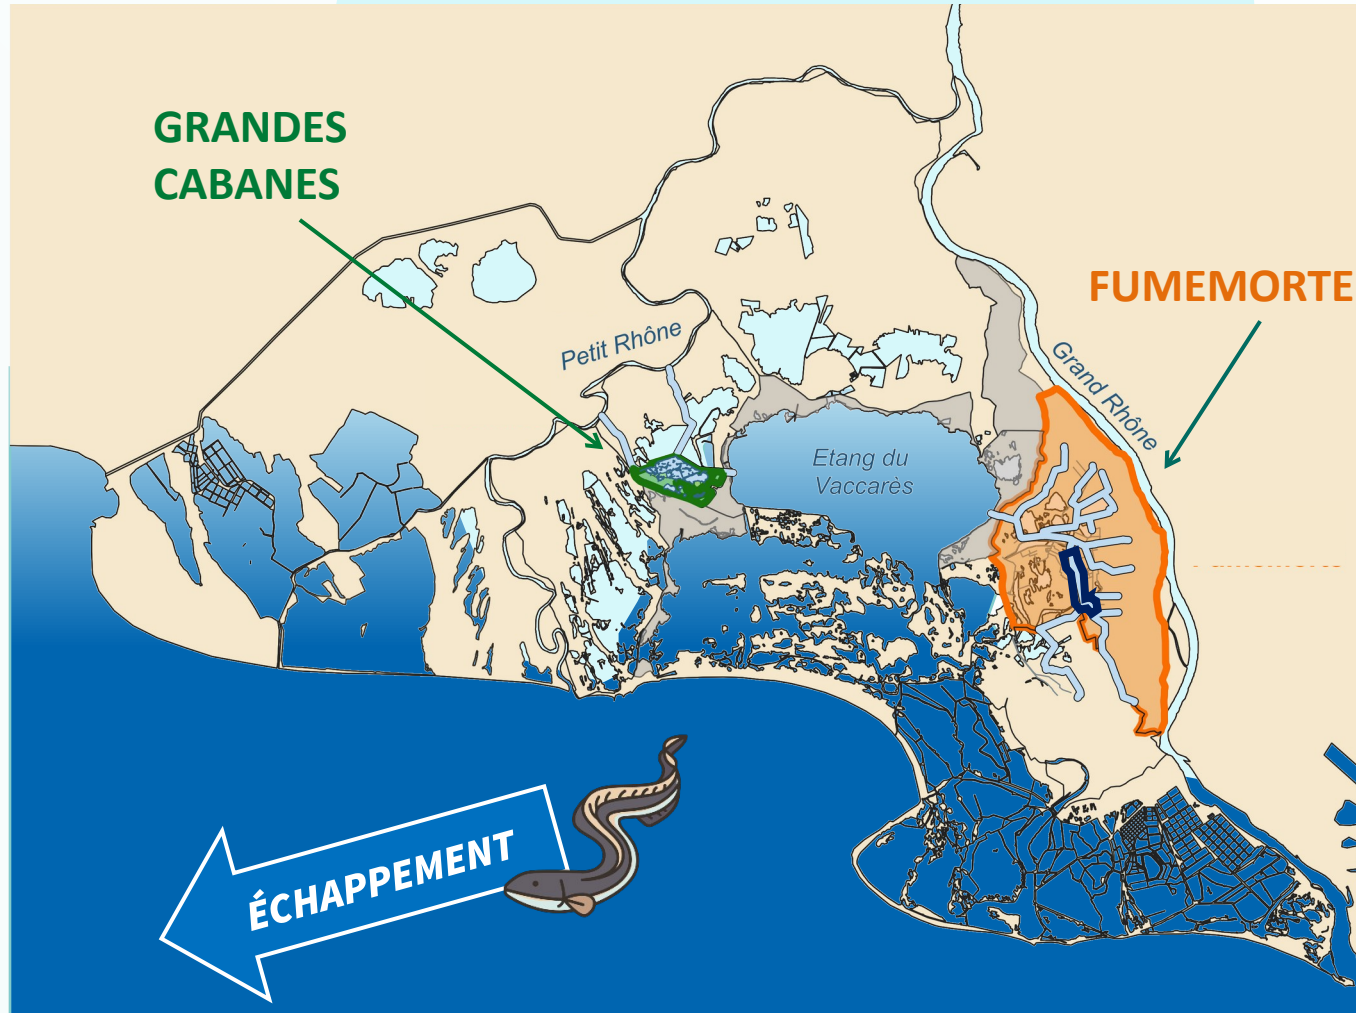 GRANDES
CABANES
FUMEMORTE
Petit Rhône
Grand Rhône
Etang du
Vaccarès
ÉCHAPPEMENT